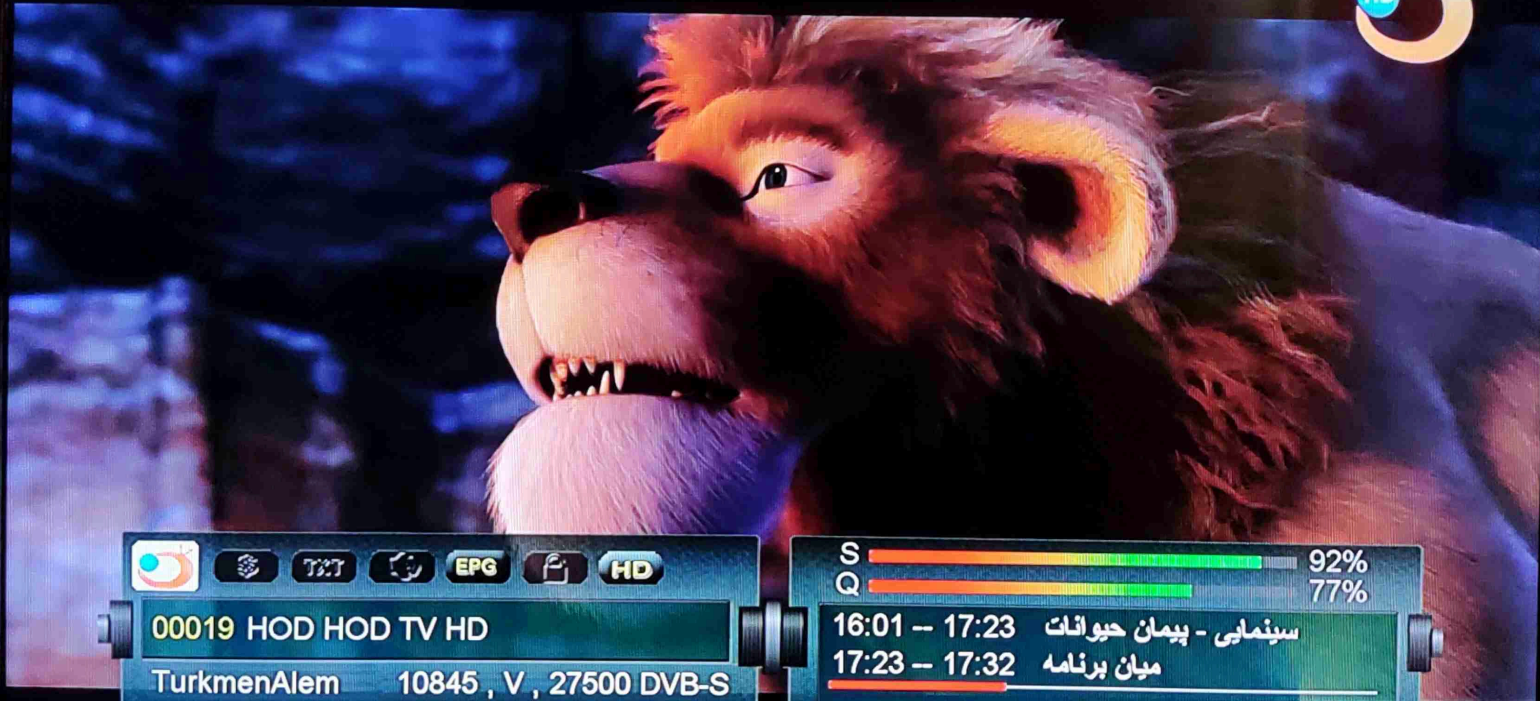 HD
TXT EPG HD
00019 HOD HOD TV HD
TurkmenAlem 10845 , V , 27500 DVB-S
S 92%
Q 77%
16:01 – 17:23 سینمایی - پیمان حیوانات
17:23 – 17:32 میان برنامه